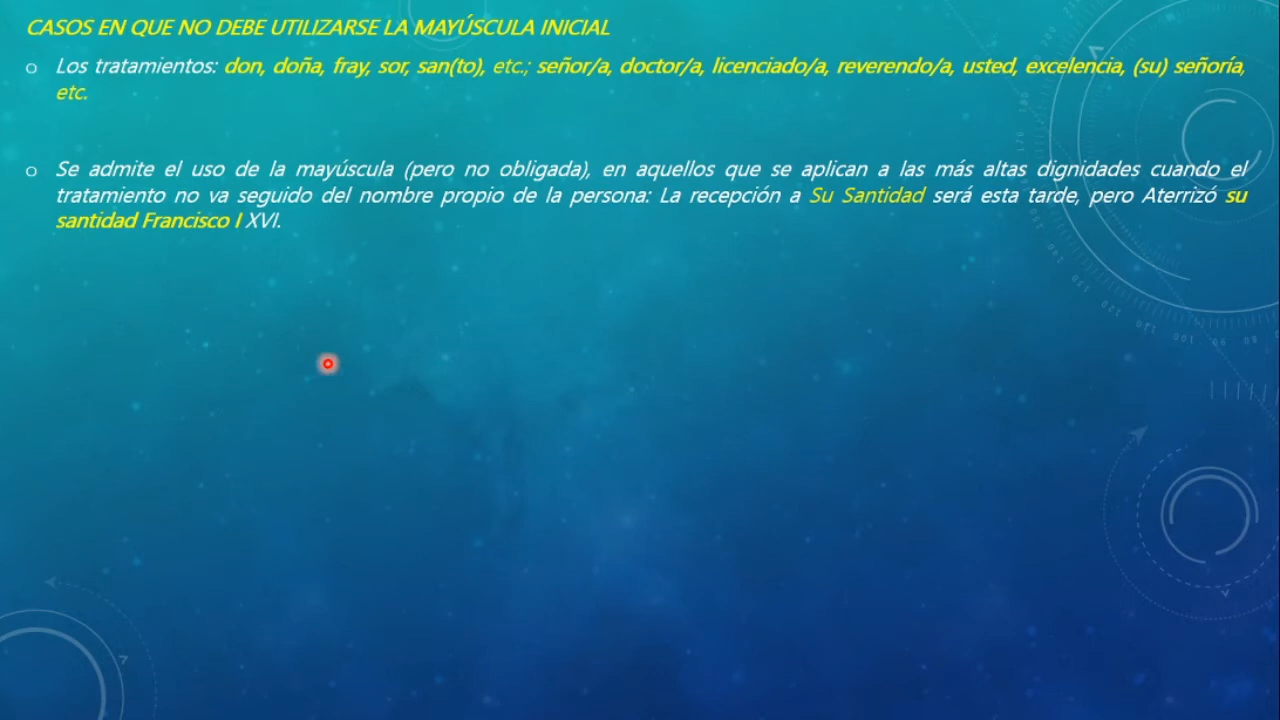 CASOS EN QUE NO DEBE UTILIZARSE LA MAYÚSCULA INICIAL
o Los tratamientos: don, doña, fray, sor, san(to), etc.; señor/a, doctor/a, licenciado/a, reverendo/a, usted, excelencia, (su) señoría,
etc.
o Se admite el uso de la mayúscula (pero no obligada), en aquellos que se aplican a las más altas dignidades cuando el
tratamiento no va seguido del nombre propio de la persona: La recepción a Su Santidad será esta tarde, pero Aterrizó su
santidad Francisco I XVI.